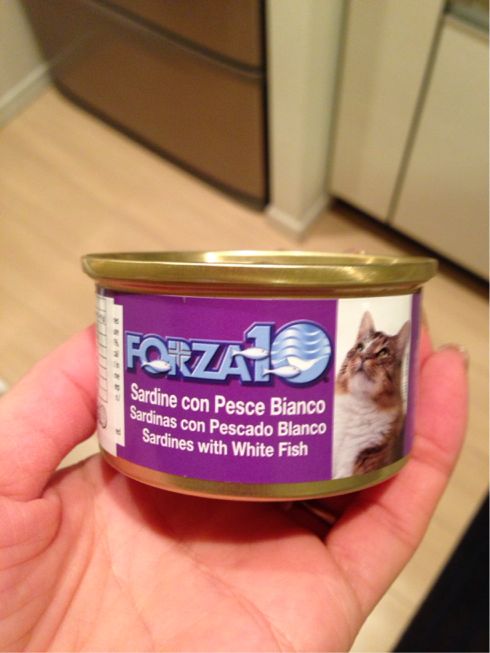 FORZA10
Sardine con Pesce Bianco
Sardinas con Pescado Blanco
Sardines with White Fish